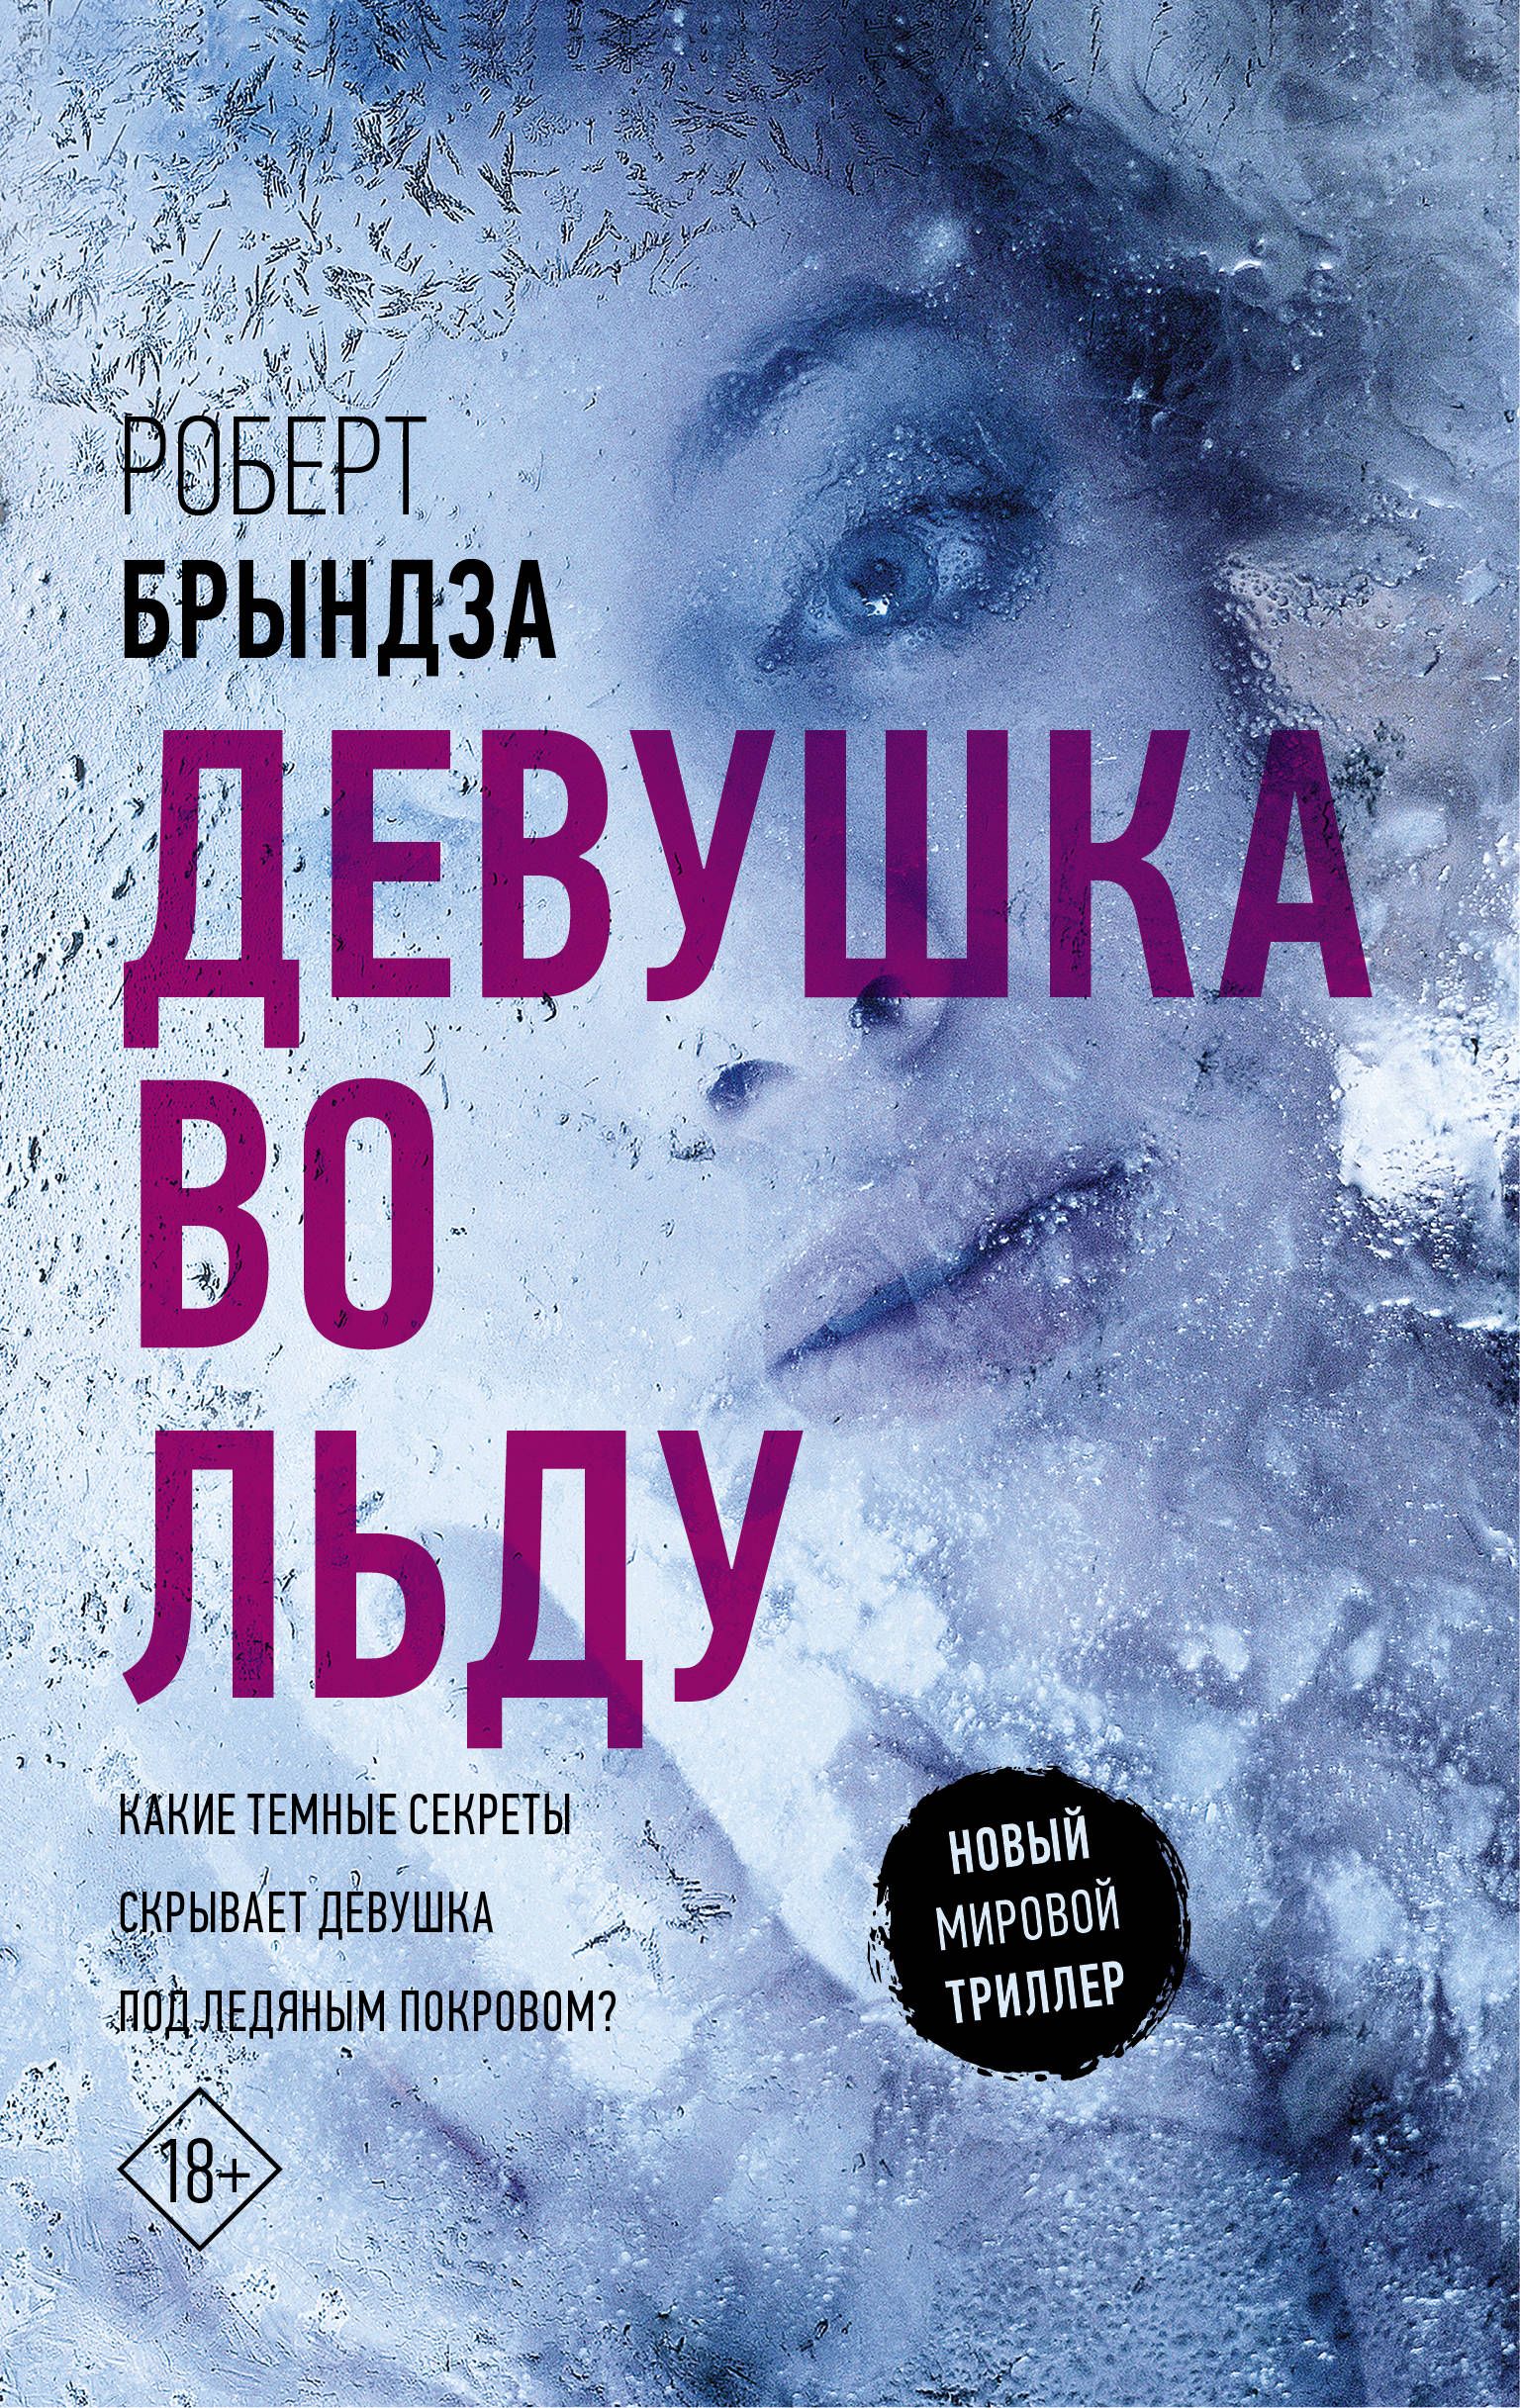 РОБЕРТ
БРЫНДЗА
ДЕВУШКА
ВО
ЛЬДУ
КАКИЕ ТЕМНЫЕ СЕКРЕТЫ
СКРЫВАЕТ ДЕВУШКА
ПОД ЛЕДЯНЫМ ПОКРОВОМ?
НОВЫЙ
МИРОВОЙ
ТРИЛЛЕР
18+